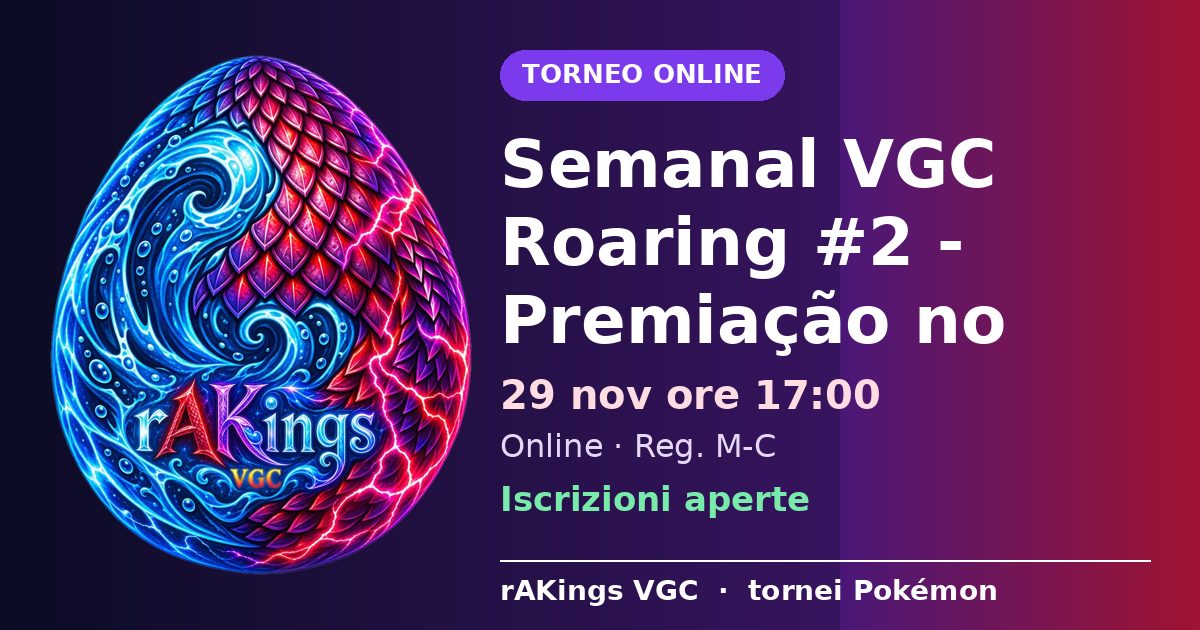 TORNEO ONLINE
Semanal VGC
Roaring #2 -
Premiação no
29 nov ore 17:00
Online · Reg. M-C
Iscrizioni aperte
rAKings
VGC
rAKings VGC · tornei Pokémon